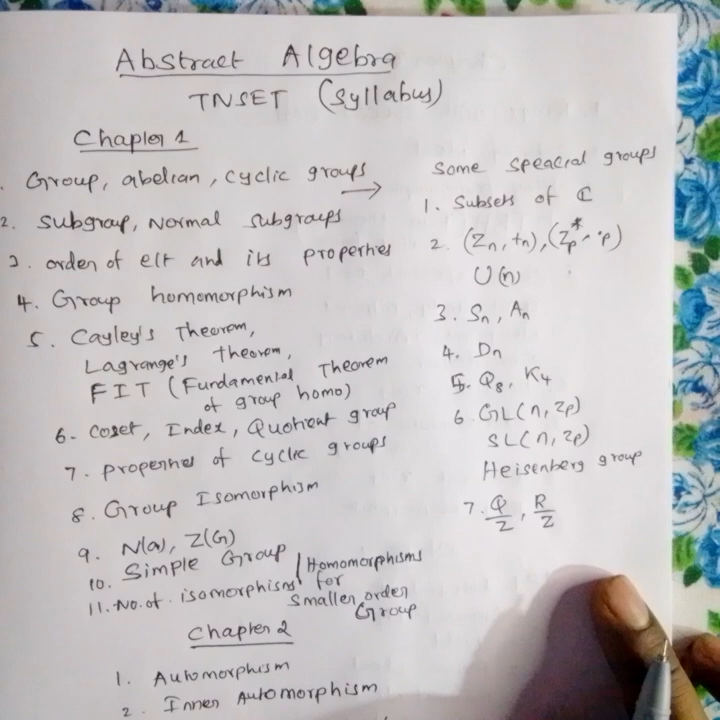 Abstract Algebra
TNSET (Syllabus)
Chapter 1
. Group, abelian, cyclic groups →
2. Subgroup, Normal subgroups
3. order of elt and its properties
4. Group homomorphism
5. Cayley's Theorem,
Lagrange's theorem,
FIT (Fundamental Theorem
of group homo)
6. Coset, Index, Quotient group
7. properties of cyclic groups
8. Group Isomorphism
9. N(a), Z(G)
10. Simple Group
11. No. of isomorphisms / Homomorphisms
for
Smaller order
Group
Some Speacial groups
1. Subsets of ℂ
2. (Zn, +n), (Zp*, ·p)
U(n)
3. Sn, An
4. Dn
5. Q8, K4
6. GL(n, Zp)
SL(n, Zp)
Heisenberg group
7. Q/Z, R/Z
Chapter 2
1. Automorphism
2. Inner Automorphism